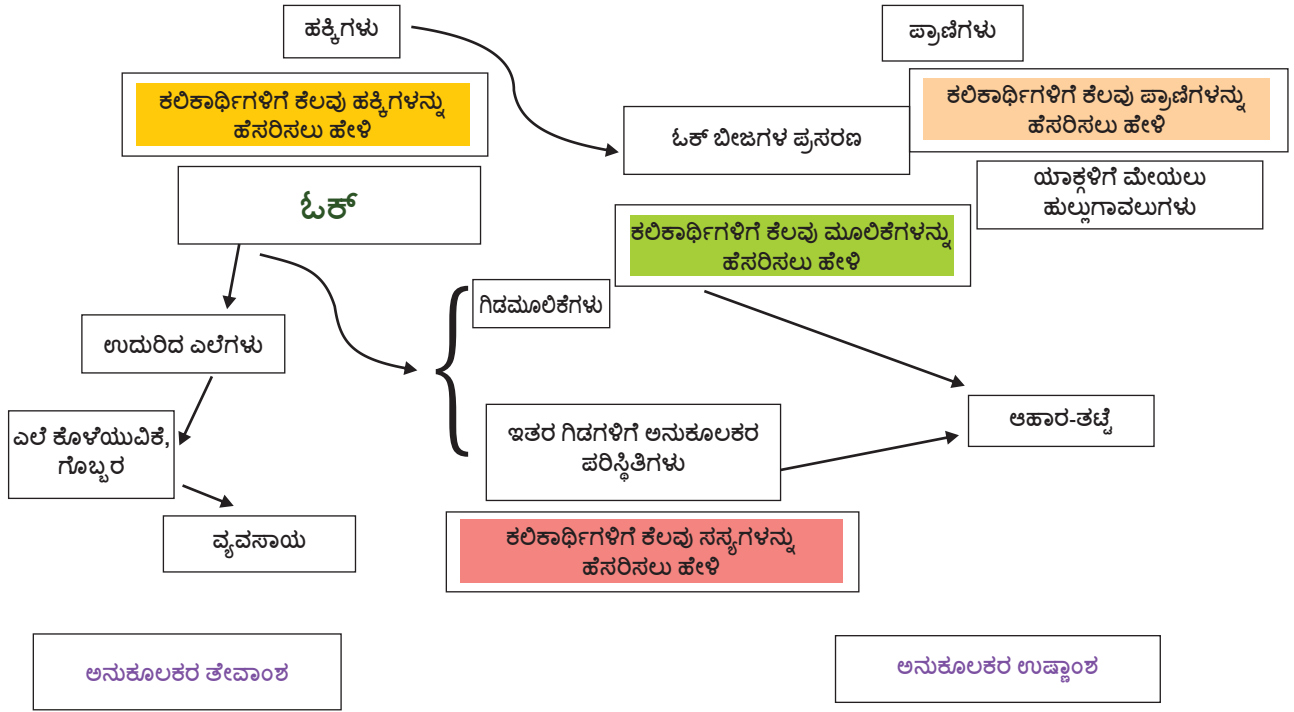 ಹಕ್ಕಿಗಳು
ಪ್ರಾಣಿಗಳು
ಕಲಿಕಾರ್ಥಿಗಳಿಗೆ ಕೆಲವು ಹಕ್ಕಿಗಳನ್ನು
ಹೆಸರಿಸಲು ಹೇಳಿ
ಓಕ್ ಬೀಜಗಳ ಪ್ರಸರಣ
ಕಲಿಕಾರ್ಥಿಗಳಿಗೆ ಕೆಲವು ಪ್ರಾಣಿಗಳನ್ನು
ಹೆಸರಿಸಲು ಹೇಳಿ
ಓಕ್
ಯಾಕ್ಗಳಿಗೆ ಮೇಯಲು
ಹುಲ್ಲುಗಾವಲುಗಳು
ಕಲಿಕಾರ್ಥಿಗಳಿಗೆ ಕೆಲವು ಮೂಲಿಕೆಗಳನ್ನು
ಹೆಸರಿಸಲು ಹೇಳಿ
ಗಿಡಮೂಲಿಕೆಗಳು
ಉದುರಿದ ಎಲೆಗಳು
ಎಲೆ ಕೊಳೆಯುವಿಕೆ,
ಗೊಬ್ಬರ
ಇತರ ಗಿಡಗಳಿಗೆ ಅನುಕೂಲಕರ
ಪರಿಸ್ಥಿತಿಗಳು
ಆಹಾರ-ತಟ್ಟೆ
ವ್ಯವಸಾಯ
ಕಲಿಕಾರ್ಥಿಗಳಿಗೆ ಕೆಲವು ಸಸ್ಯಗಳನ್ನು
ಹೆಸರಿಸಲು ಹೇಳಿ
ಅನುಕೂಲಕರ ತೇವಾಂಶ
ಅನುಕೂಲಕರ ಉಷ್ಣಾಂಶ